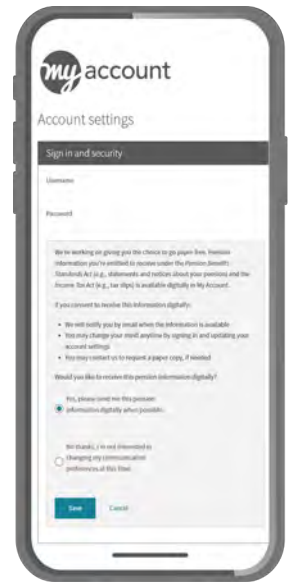 my account
Account settings
Sign in and security
Username
Password
We're working on giving you the choice to go paper-free. Pension
information you're entitled to receive under the Pension Benefits
Standards Act (e.g., statements and notices about your pension) and the
Income Tax Act (e.g., tax slips) is available digitally in My Account.
If you consent to receive this information digitally:
• We will notify you by email when the information is available
• You may change your mind anytime by signing in and updating your
account settings
• You may contact us to request a paper copy, if needed
Would you like to receive this pension information digitally?
Yes, please send me this pension
information digitally when possible.
No thanks, I'm not interested in
changing my communication
preferences at this time.
Save Cancel